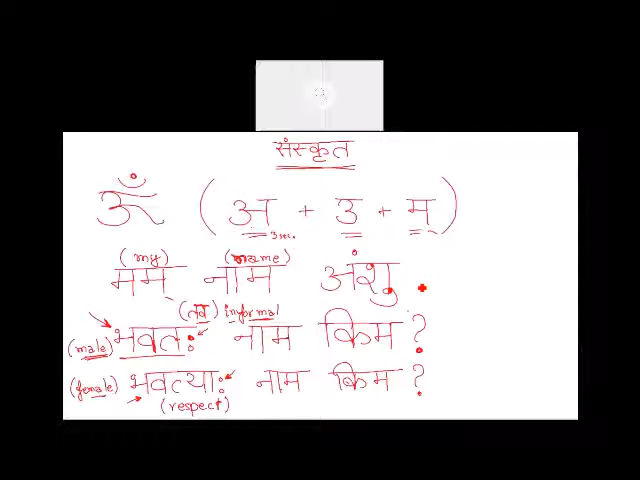 संस्कृत
ॐ (अ + उ + म्)
3 sec.
(my) (name)
मम नाम अंशु .
(तव) informal
(male) भवतः नाम किम ?
(female) भवत्याः नाम किम ?
(respect)